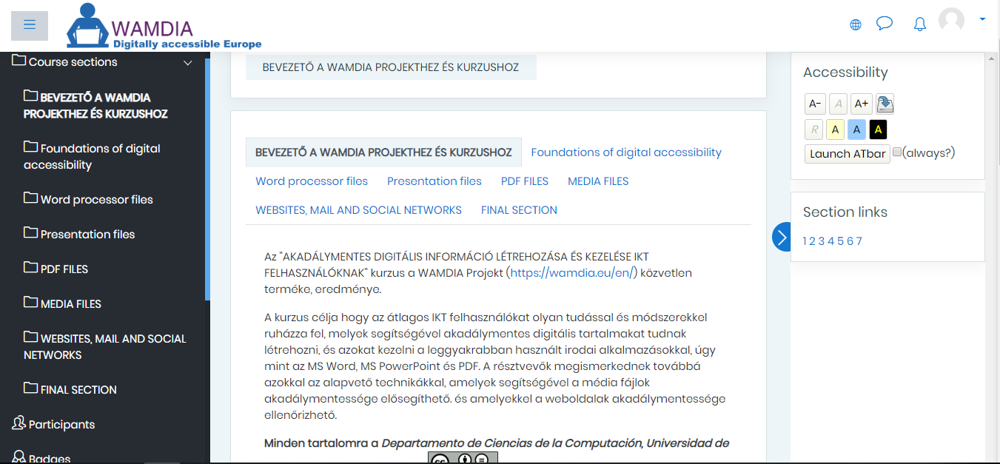 WAMDIA
Digitally accessible Europe
Course sections
BEVEZETŐ A WAMDIA
PROJEKTHEZ ÉS KURZUSHOZ
Foundations of digital
accessibility
Word processor files
Presentation files
PDF FILES
MEDIA FILES
WEBSITES, MAIL AND SOCIAL
NETWORKS
FINAL SECTION
Participants
Badges
BEVEZETŐ A WAMDIA PROJEKTHEZ ÉS KURZUSHOZ
BEVEZETŐ A WAMDIA PROJEKTHEZ ÉS KURZUSHOZ Foundations of digital accessibility
Word processor files Presentation files PDF FILES MEDIA FILES
WEBSITES, MAIL AND SOCIAL NETWORKS FINAL SECTION
Az "AKADÁLYMENTES DIGITÁLIS INFORMÁCIÓ LÉTREHOZÁSA ÉS KEZELÉSE IKT
FELHASZNÁLÓKNAK" kurzus a WAMDIA Projekt (https://wamdia.eu/en/) közvetlen
terméke, eredménye.
A kurzus célja hogy az átlagos IKT felhasználókat olyan tudással és módszerekkel
ruházza fel, melyek segítségével akadálymentes digitális tartalmakat tudnak
létrehozni, és azokat kezelni a leggyakrabban használt irodai alkalmazásokkal, úgy
mint az MS Word, MS PowerPoint és PDF. A résztvevők megismerkednek továbbá
azokkal az alapvető technikákkal, amelyek segítségével a média fájlok
akadálymentessége elősegíthető. és amelyekkel a weboldalak akadálymentessége
ellenőrizhető.
Minden tartalomra a Departamento de Ciencias de la Computación, Universidad de
cc
Accessibility
A- A A+
R A A A
Launch ATbar (always?)
Section links
1 2 3 4 5 6 7